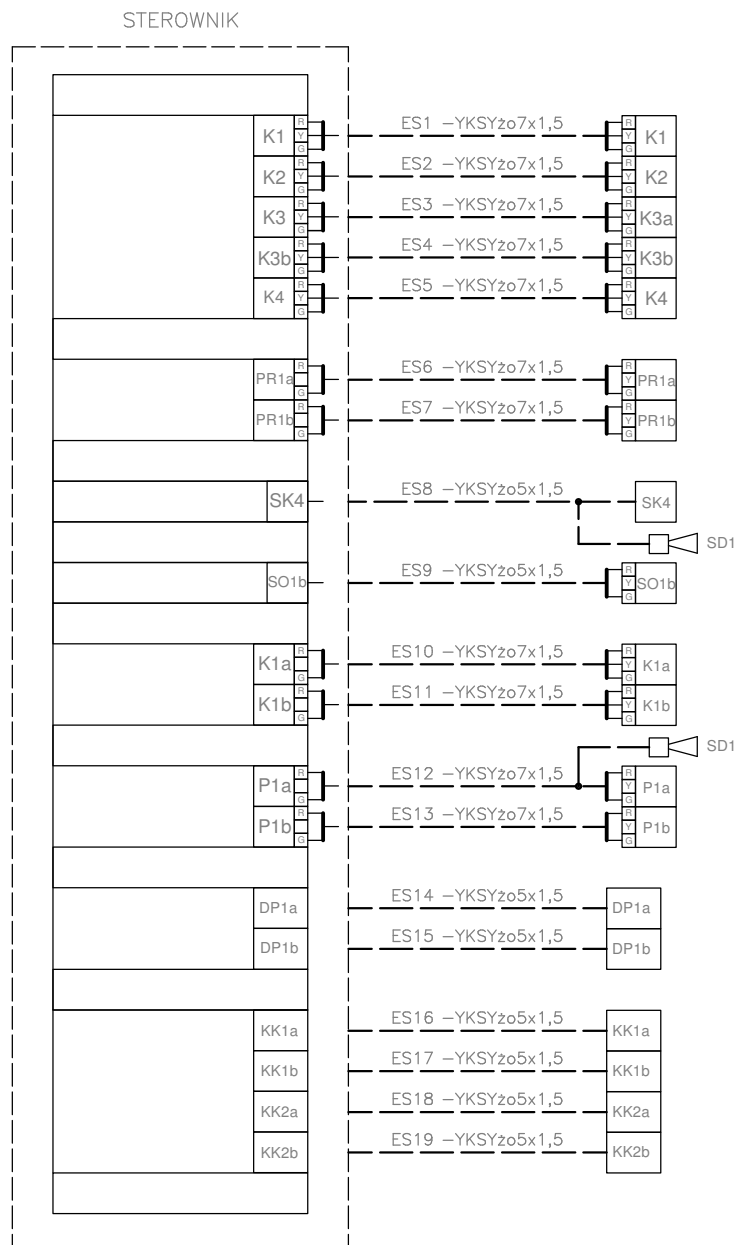 STEROWNIK
K1 R Y G ES1 –YKSYżo7x1,5 R Y G K1
K2 R Y G ES2 –YKSYżo7x1,5 R Y G K2
K3 R Y G ES3 –YKSYżo7x1,5 R Y G K3a
K3b R Y G ES4 –YKSYżo7x1,5 R Y G K3b
K4 R Y G ES5 –YKSYżo7x1,5 R Y G K4
PR1a R G ES6 –YKSYżo7x1,5 R Y G PR1a
PR1b R G ES7 –YKSYżo7x1,5 R Y G PR1b
SK4 ES8 –YKSYżo5x1,5 SK4
SD1
SO1b ES9 –YKSYżo5x1,5 R Y G SO1b
K1a R G ES10 –YKSYżo7x1,5 R Y G K1a
K1b R G ES11 –YKSYżo7x1,5 R Y G K1b
SD1
P1a R G ES12 –YKSYżo7x1,5 R Y G P1a
P1b R G ES13 –YKSYżo7x1,5 R Y G P1b
DP1a ES14 –YKSYżo5x1,5 DP1a
DP1b ES15 –YKSYżo5x1,5 DP1b
KK1a ES16 –YKSYżo5x1,5 KK1a
KK1b ES17 –YKSYżo5x1,5 KK1b
KK2a ES18 –YKSYżo5x1,5 KK2a
KK2b ES19 –YKSYżo5x1,5 KK2b